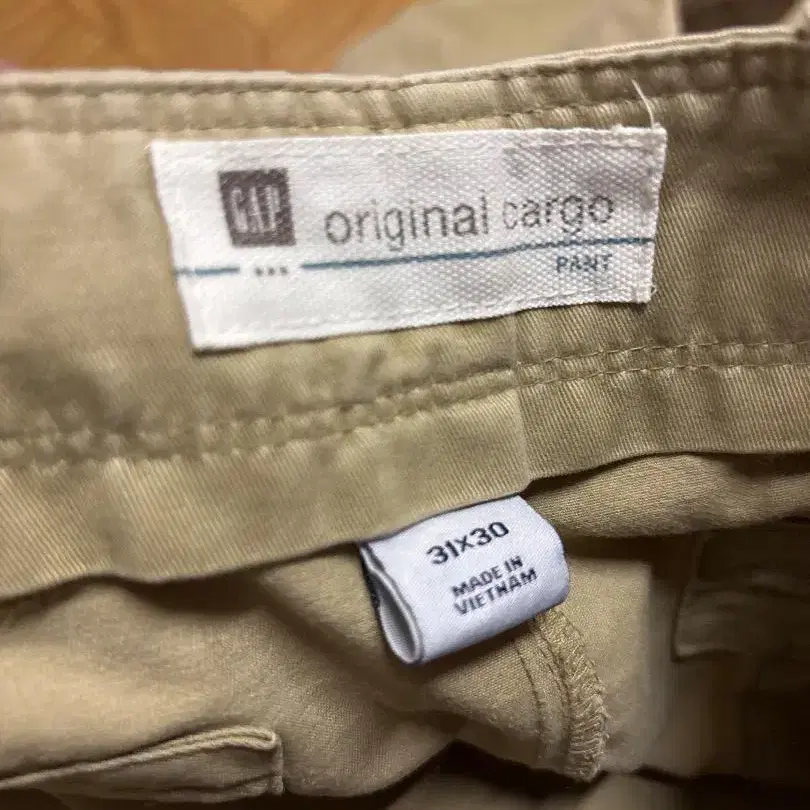 GAP original cargo
PANT
31x30
MADE IN
VIETNAM